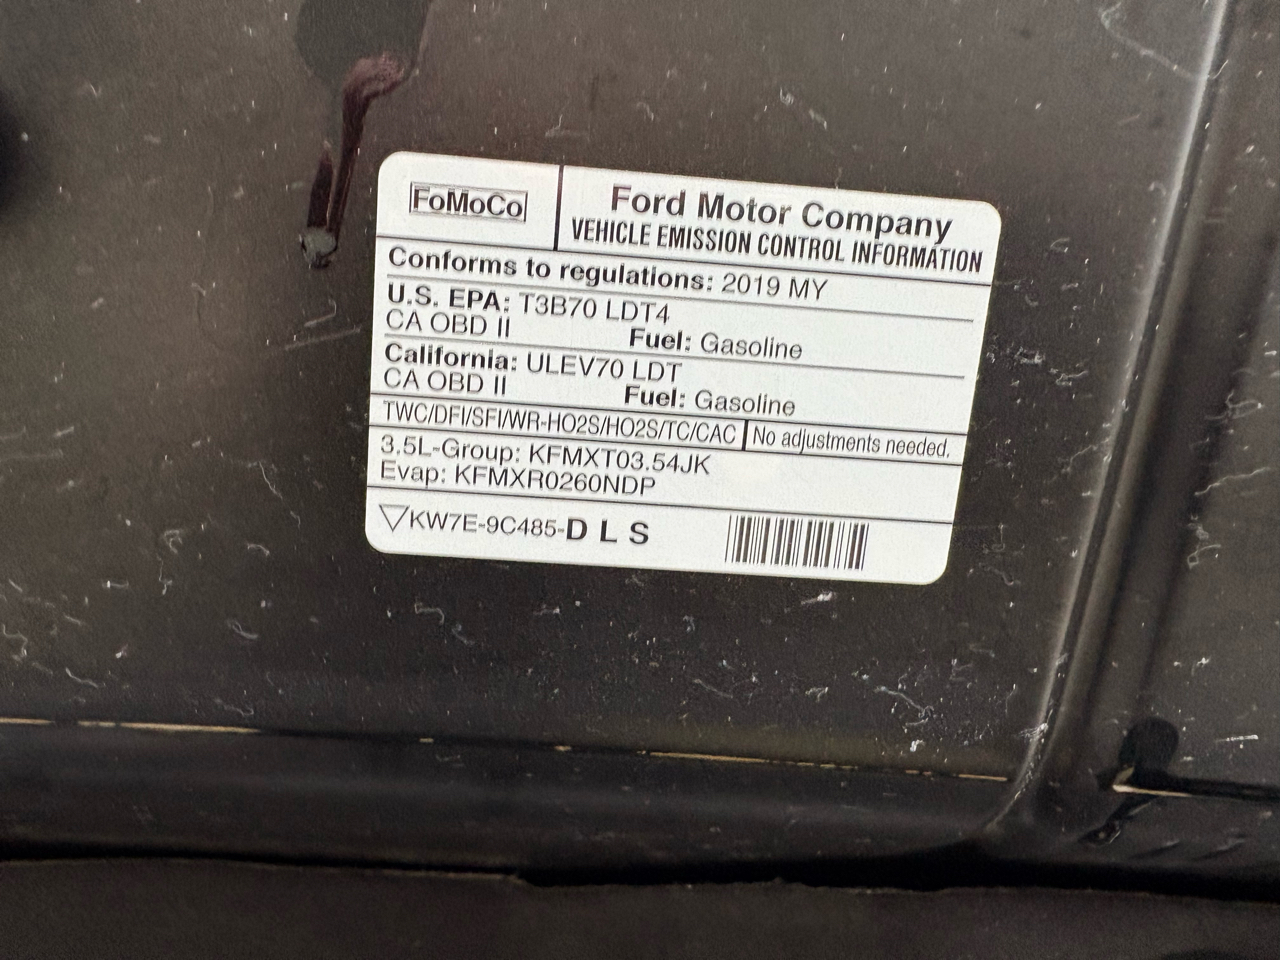 FoMoCo
Ford Motor Company
VEHICLE EMISSION CONTROL INFORMATION
Conforms to regulations: 2019 MY
U.S. EPA: T3B70 LDT4
CA OBD II Fuel: Gasoline
California: ULEV70 LDT
CA OBD II Fuel: Gasoline
TWC/DFI/SFI/WR-HO2S/HO2S/TC/CAC No adjustments needed.
3.5L-Group: KFMXT03.54JK
Evap: KFMXR0260NDP
KW7E-9C485-D L S